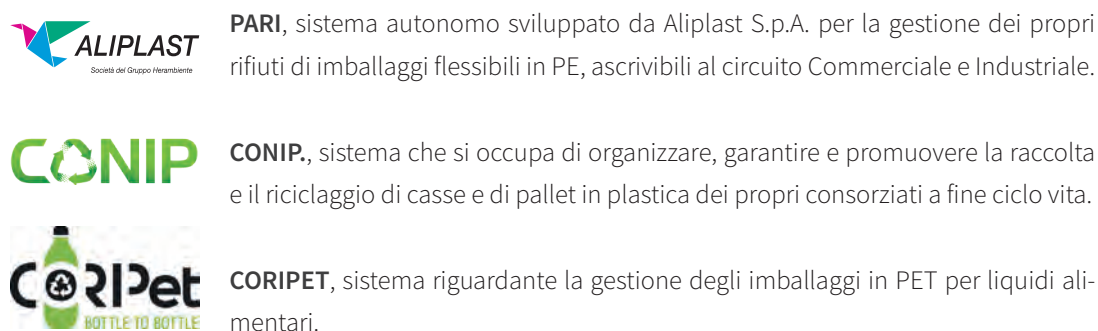 ALIPLAST
Società del Gruppo Herambiente
PARI, sistema autonomo sviluppato da Aliplast S.p.A. per la gestione dei propri
rifiuti di imballaggi flessibili in PE, ascrivibili al circuito Commerciale e Industriale.
CONIP
CONIP., sistema che si occupa di organizzare, garantire e promuovere la raccolta
e il riciclaggio di casse e di pallet in plastica dei propri consorziati a fine ciclo vita.
CORIPet
BOTTLE TO BOTTLE
CORIPET, sistema riguardante la gestione degli imballaggi in PET per liquidi ali-
mentari.